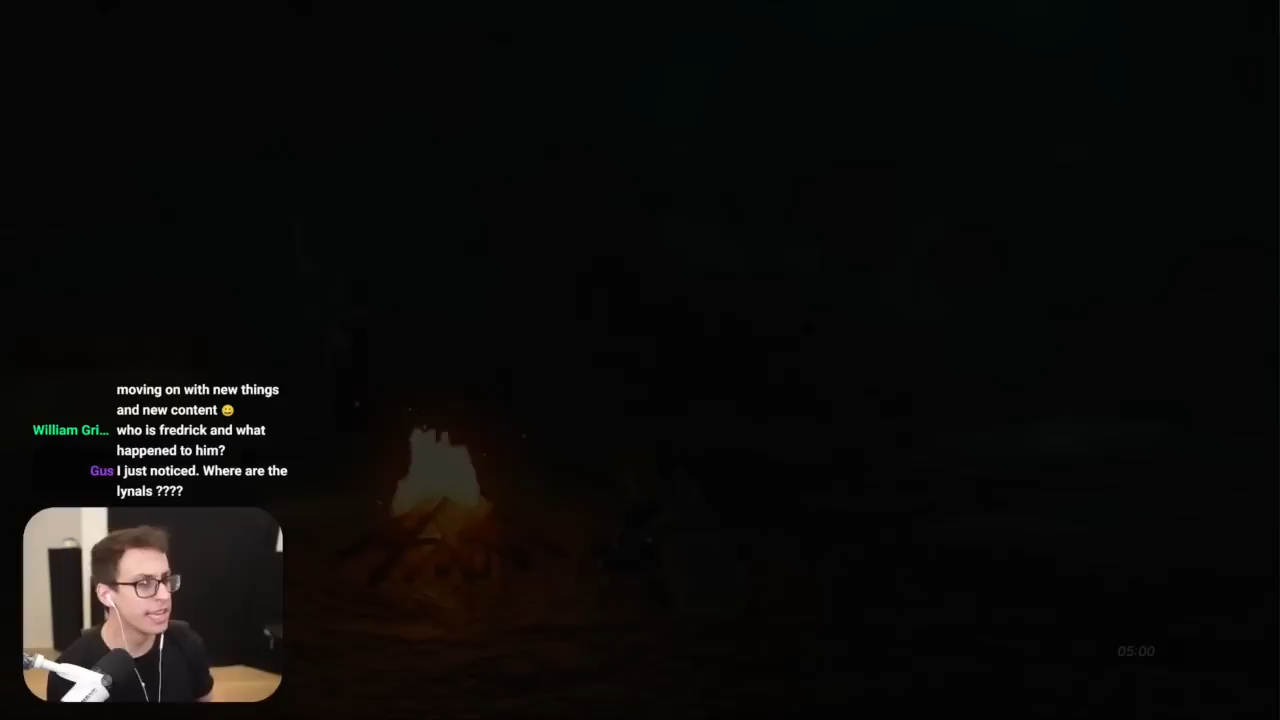 moving on with new things
and new content 😀
William Gri... who is fredrick and what
happened to him?
Gus I just noticed. Where are the
lynals ????
05:00